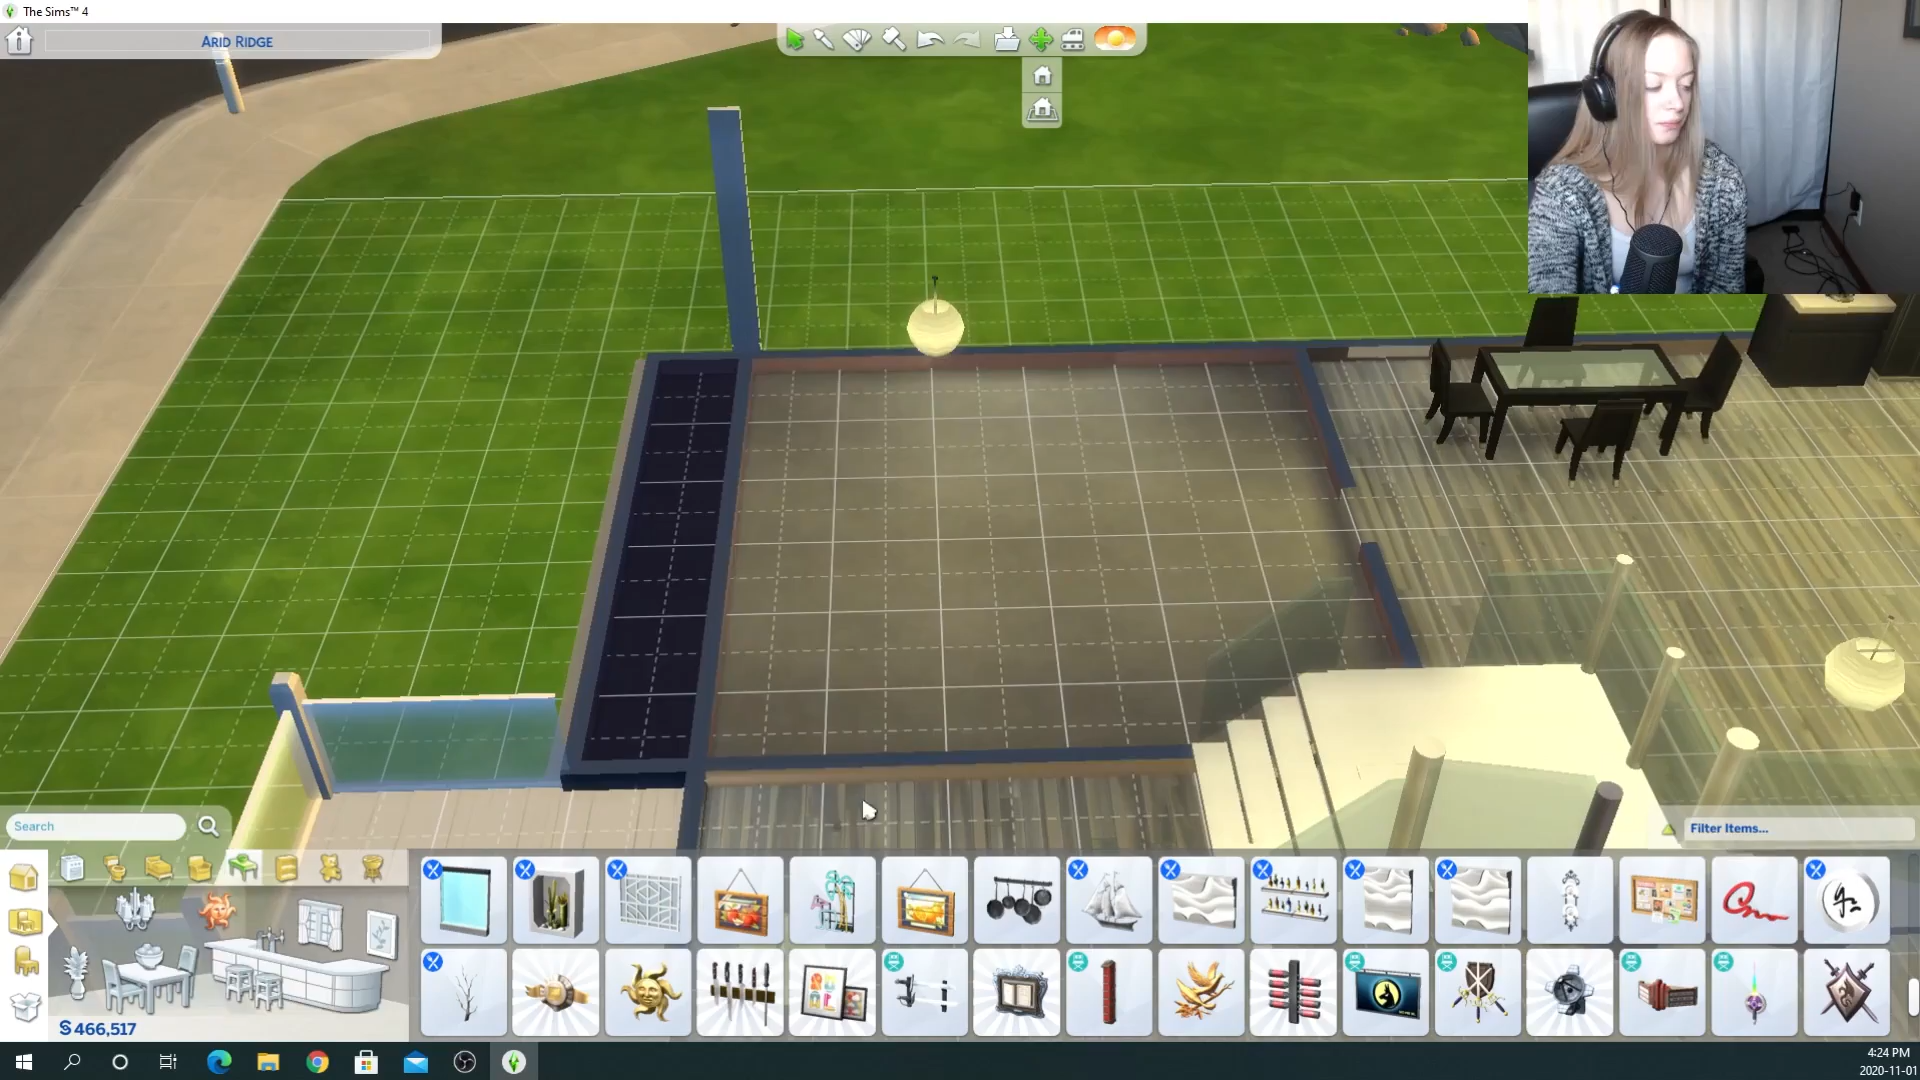 The Sims™ 4
ARID RIDGE
Search
Filter Items...
§466,517
4:24 PM
2020-11-01